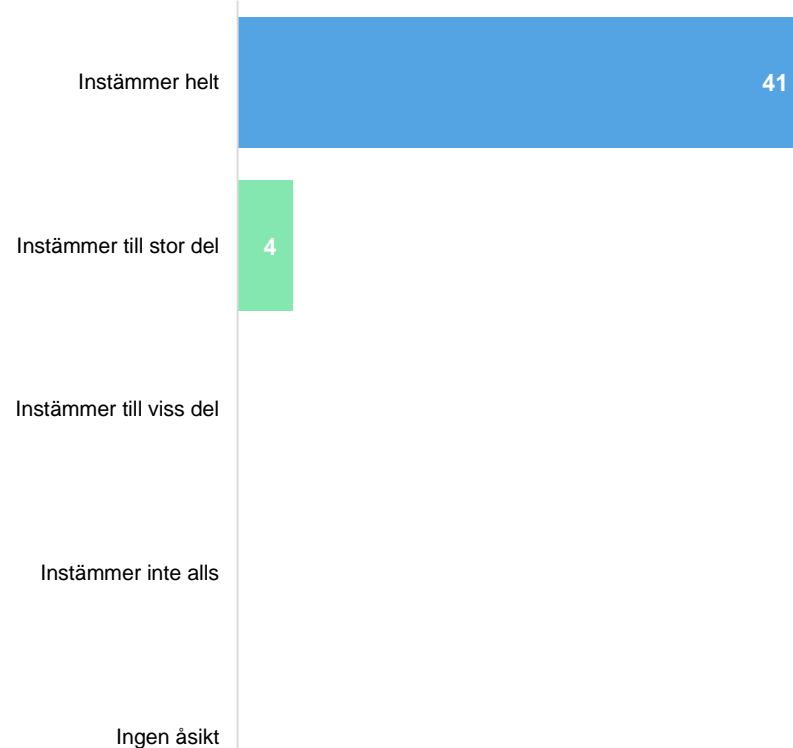 Instämmer helt 41
Instämmer till stor del 4
Instämmer till viss del
Instämmer inte alls
Ingen åsikt